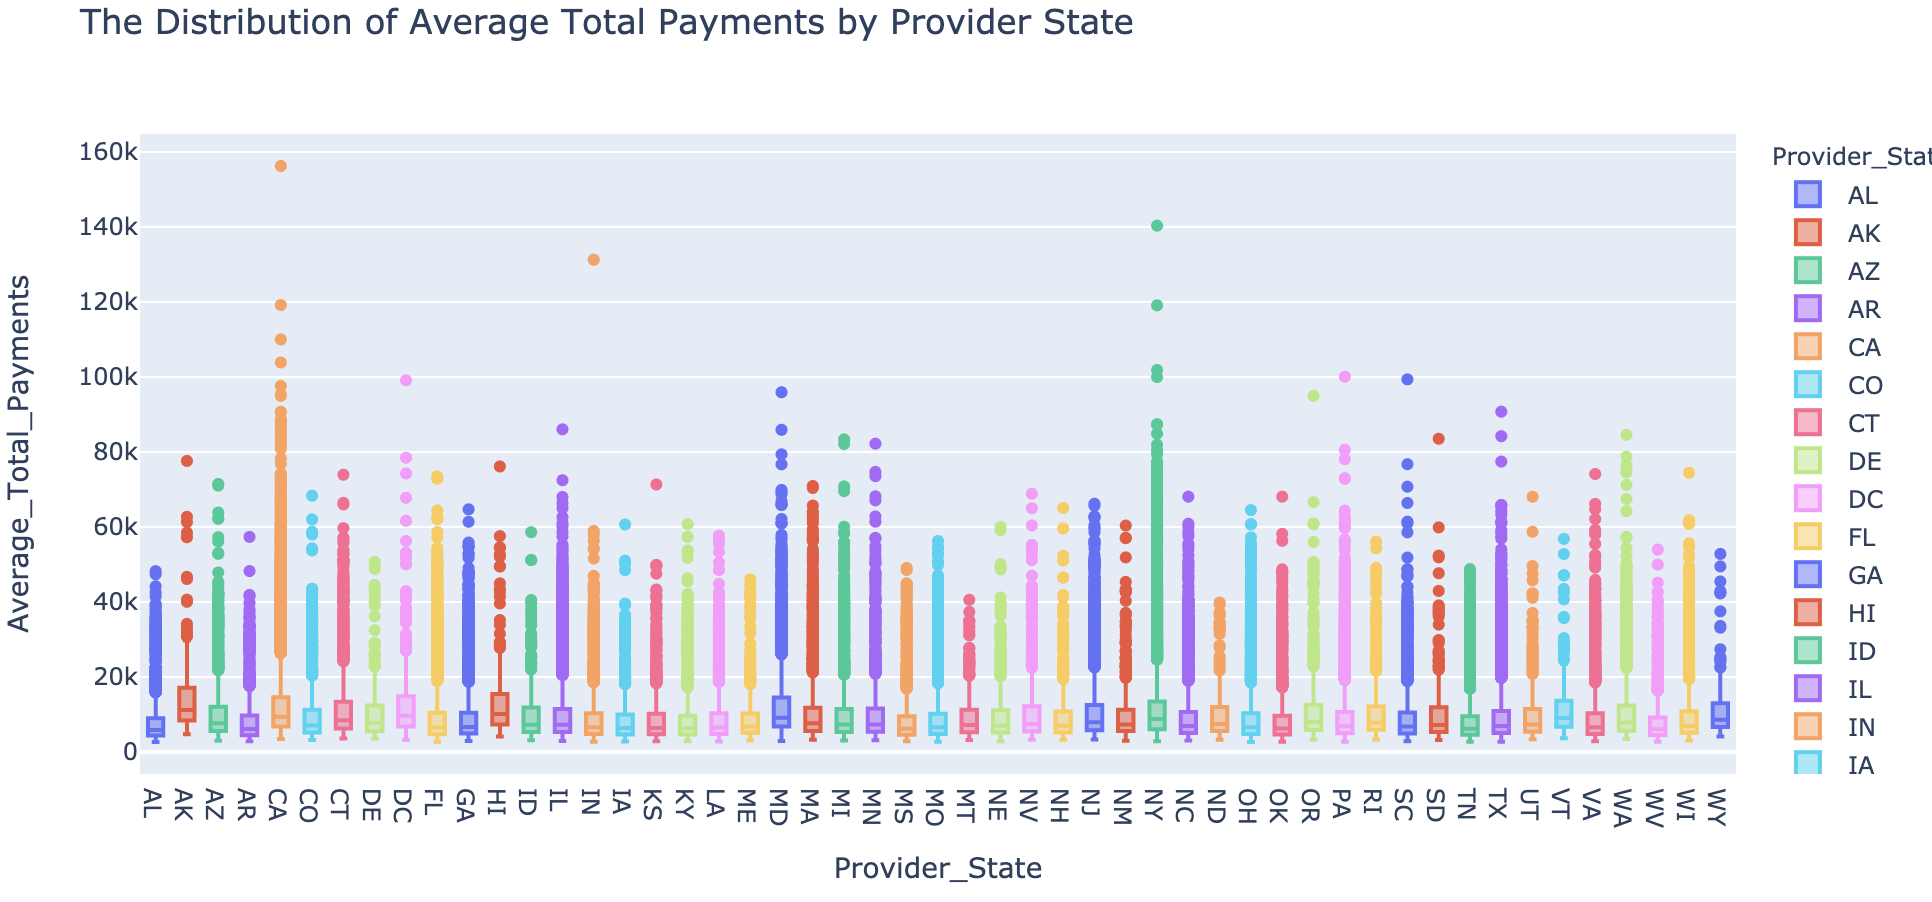 The Distribution of Average Total Payments by Provider State
Average_Total_Payments
160k
140k
120k
100k
80k
60k
40k
20k
0
AL
AK
AZ
AR
CA
CO
CT
DE
DC
FL
GA
HI
ID
IL
IN
IA
KS
KY
LA
ME
MD
MA
MI
MN
MS
MO
MT
NE
NV
NH
NJ
NM
NY
NC
ND
OH
OK
OR
PA
RI
SC
SD
TN
TX
UT
VT
VA
WA
WV
WI
WY
Provider_State
Provider_Stat
AL
AK
AZ
AR
CA
CO
CT
DE
DC
FL
GA
HI
ID
IL
IN
IA